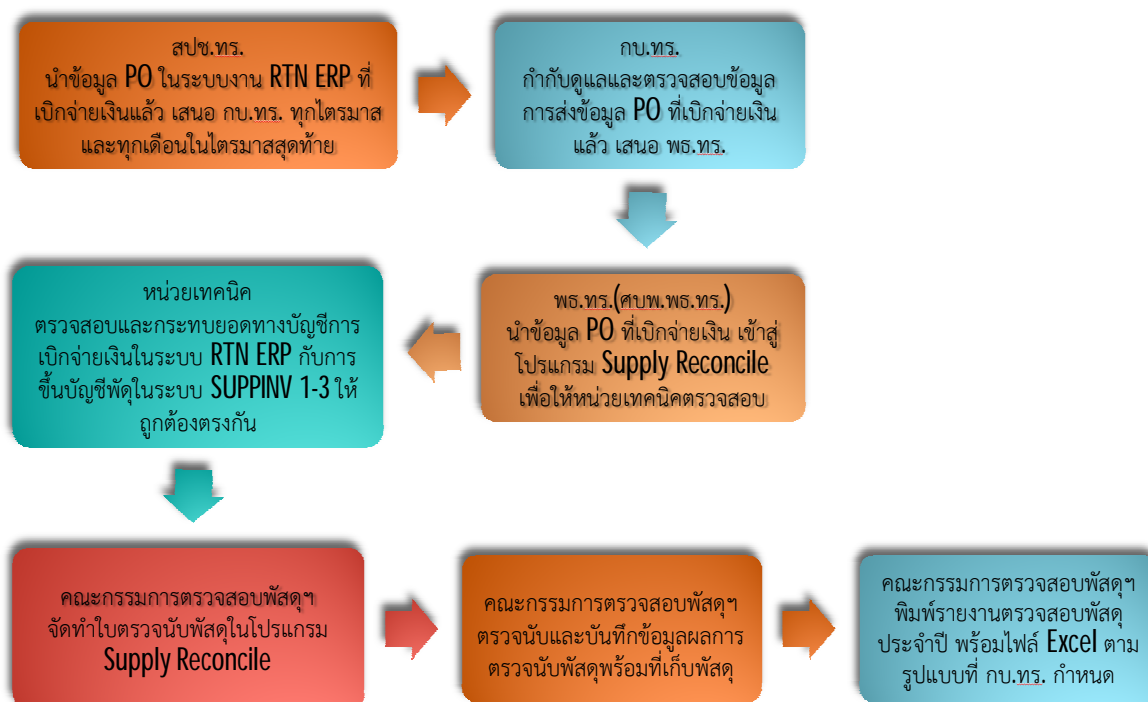 สปช.ทร.
นำข้อมูล PO ในระบบงาน RTN ERP ที่
เบิกจ่ายเงินแล้ว เสนอ กบ.ทร. ทุกไตรมาส
และทุกเดือนในไตรมาสสุดท้าย
กบ.ทร.
กำกับดูแลและตรวจสอบข้อมูล
การส่งข้อมูล PO ที่เบิกจ่ายเงิน
แล้ว เสนอ พธ.ทร.
พธ.ทร.(ศบพ.พธ.ทร.)
นำข้อมูล PO ที่เบิกจ่ายเงิน เข้าสู่
โปรแกรม Supply Reconcile
เพื่อให้หน่วยเทคนิคตรวจสอบ
หน่วยเทคนิค
ตรวจสอบและกระทบยอดทางบัญชีการ
เบิกจ่ายเงินในระบบ RTN ERP กับการ
ขึ้นบัญชีพัดุในระบบ SUPPINV 1-3 ให้
ถูกต้องตรงกัน
คณะกรรมการตรวจสอบพัสดุฯ
จัดทำใบตรวจนับพัสดุในโปรแกรม
Supply Reconcile
คณะกรรมการตรวจสอบพัสดุฯ
ตรวจนับและบันทึกข้อมูลผลการ
ตรวจนับพัสดุพร้อมที่เก็บพัสดุ
คณะกรรมการตรวจสอบพัสดุฯ
พิมพ์รายงานตรวจสอบพัสดุ
ประจำปี พร้อมไฟล์ Excel ตาม
รูปแบบที่ กบ.ทร. กำหนด